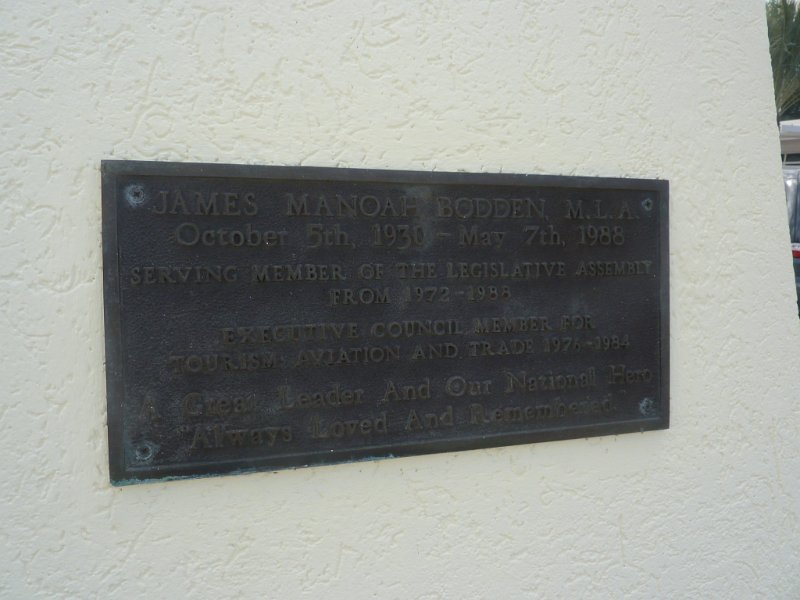 JAMES MANOAH BODDEN, M.L.A.
October 5th, 1930 - May 7th, 1988
SERVING MEMBER OF THE LEGISLATIVE ASSEMBLY
FROM 1972-1988
EXECUTIVE COUNCIL MEMBER FOR
TOURISM, AVIATION AND TRADE 1976-1984
A Great Leader And Our National Hero
"Always Loved And Remembered."